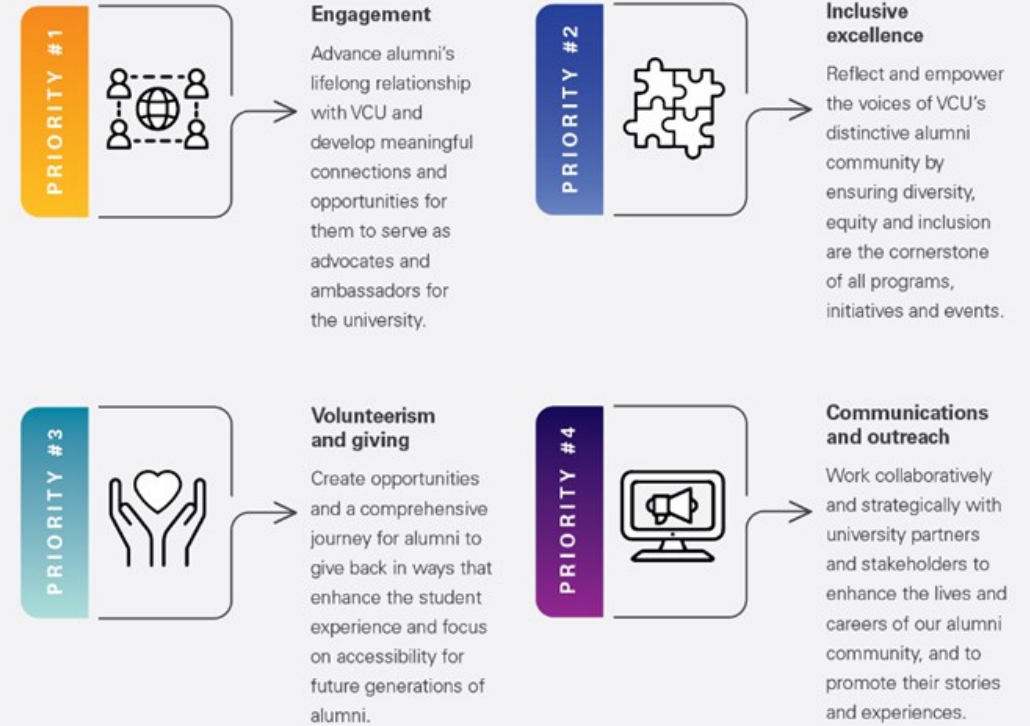 PRIORITY #1
Engagement
Advance alumni's
lifelong relationship
with VCU and
develop meaningful
connections and
opportunities for
them to serve as
advocates and
ambassadors for
the university.
PRIORITY #2
Inclusive
excellence
Reflect and empower
the voices of VCU's
distinctive alumni
community by
ensuring diversity,
equity and inclusion
are the cornerstone
of all programs,
initiatives and events.
PRIORITY #3
Volunteerism
and giving
Create opportunities
and a comprehensive
journey for alumni to
give back in ways that
enhance the student
experience and focus
on accessibility for
future generations of
alumni.
PRIORITY #4
Communications
and outreach
Work collaboratively
and strategically with
university partners
and stakeholders to
enhance the lives and
careers of our alumni
community, and to
promote their stories
and experiences.